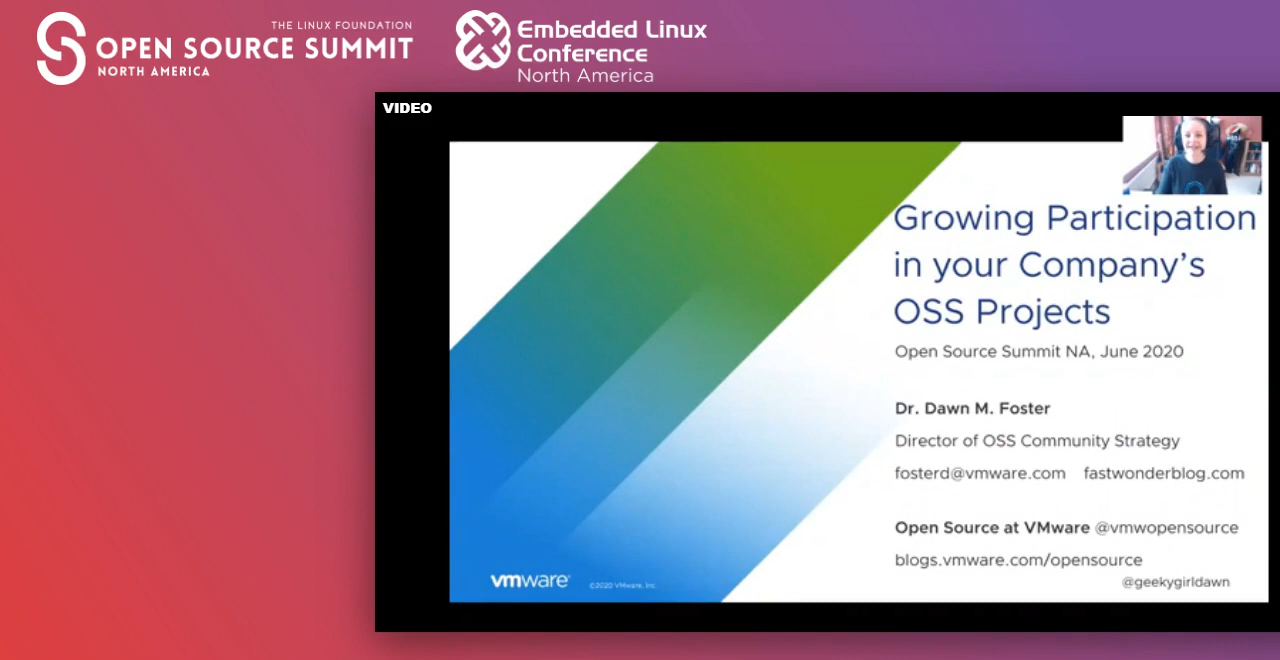 THE LINUX FOUNDATION
OPEN SOURCE SUMMIT
NORTH AMERICA
Embedded Linux
Conference
North America
VIDEO
Growing Participation
in your Company’s
OSS Projects
Open Source Summit NA, June 2020
Dr. Dawn M. Foster
Director of OSS Community Strategy
fosterd@vmware.com fastwonderblog.com
Open Source at VMware @vmwopensource
blogs.vmware.com/opensource
@geekygirldawn
vmware®
©2020 VMware, Inc.